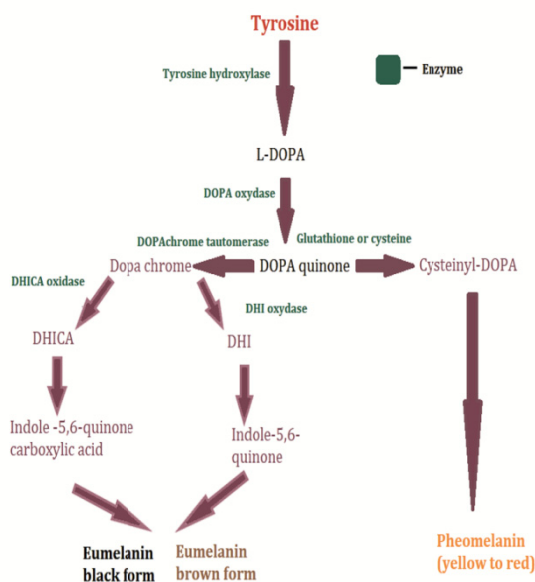 Tyrosine
Tyrosine hydroxylase
Enzyme
L-DOPA
DOPA oxydase
DOPAchrome tautomerase
Glutathione or cysteine
Dopa chrome
DOPA quinone
Cysteinyl-DOPA
DHICA oxidase
DHI oxydase
DHICA
DHI
Indole -5,6-quinone
carboxylic acid
Indole-5,6-
quinone
Eumelanin
black form
Eumelanin
brown form
Pheomelanin
(yellow to red)